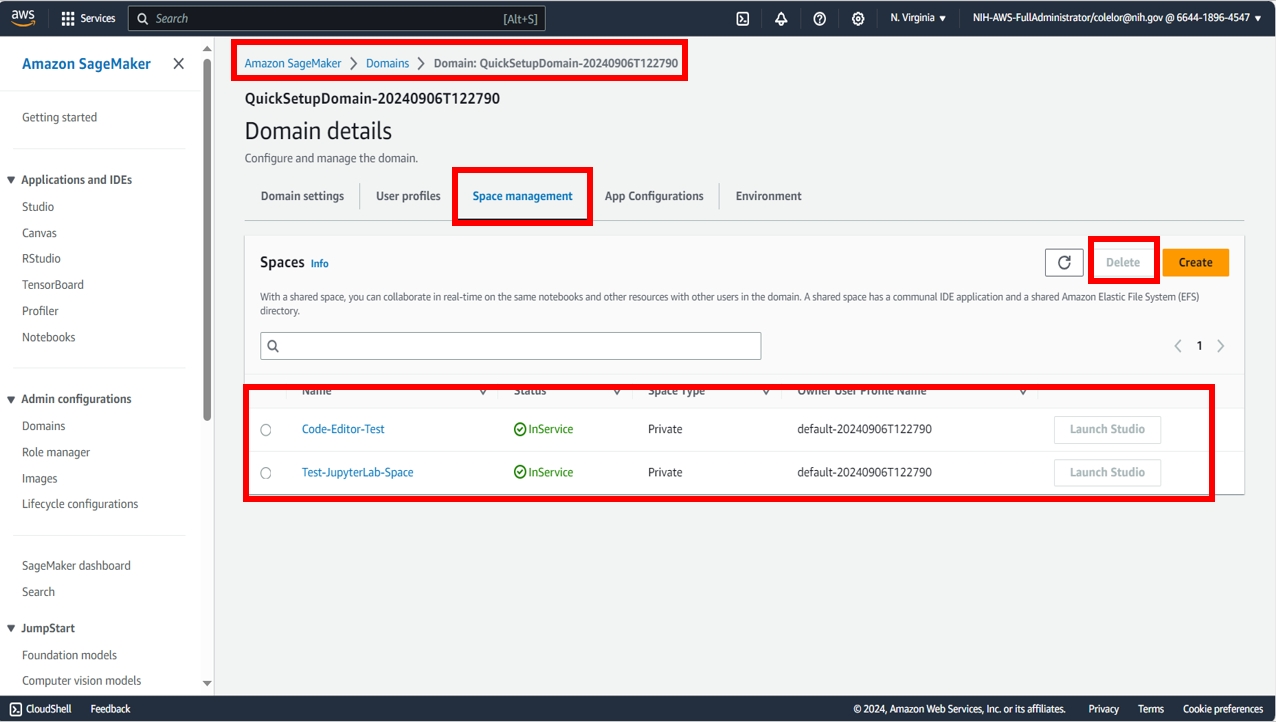 aws Services Search [Alt+S] N. Virginia NIH-AWS-FullAdministrator/colelor@nih.gov @ 6644-1896-4547
Amazon SageMaker
Getting started
Applications and IDEs
Studio
Canvas
RStudio
TensorBoard
Profiler
Notebooks
Admin configurations
Domains
Role manager
Images
Lifecycle configurations
SageMaker dashboard
Search
JumpStart
Foundation models
Computer vision models
Amazon SageMaker > Domains > Domain: QuickSetupDomain-20240906T122790
QuickSetupDomain-20240906T122790
Domain details
Configure and manage the domain.
Domain settings User profiles Space management App Configurations Environment
Spaces Info Delete Create
With a shared space, you can collaborate in real-time on the same notebooks and other resources with other users in the domain. A shared space has a communal IDE application and a shared Amazon Elastic File System (EFS)
directory.
1
Name Status Space Type Owner User Profile Name
Code-Editor-Test InService Private default-20240906T122790 Launch Studio
Test-JupyterLab-Space InService Private default-20240906T122790 Launch Studio
CloudShell Feedback © 2024, Amazon Web Services, Inc. or its affiliates. Privacy Terms Cookie preferences